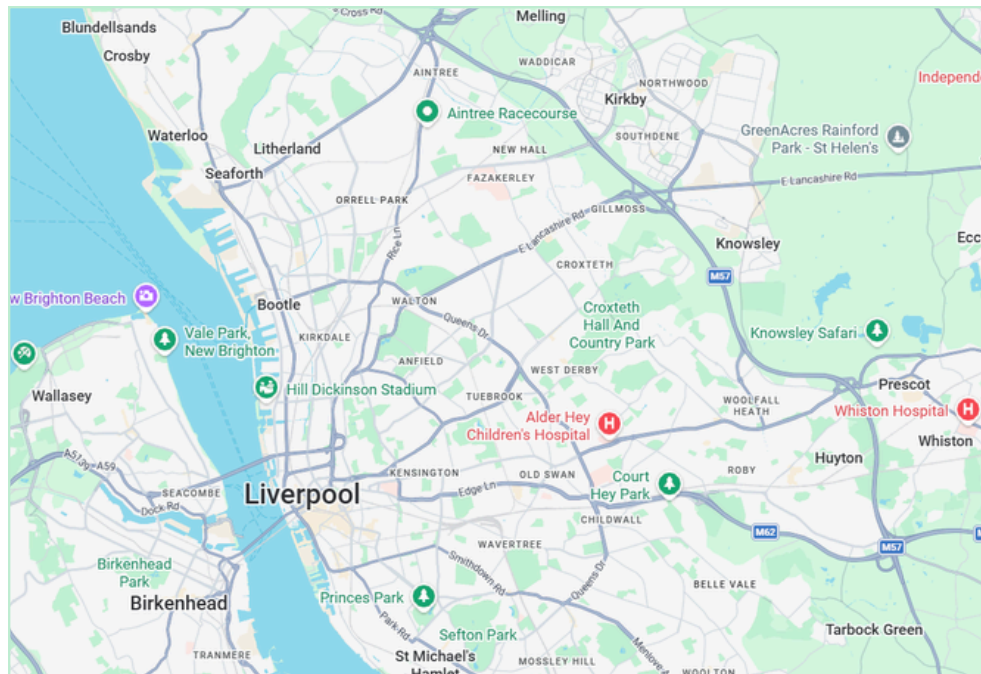 Cross Rd
Melling
Blundellsands
Crosby
WADDICAR
AINTREE
NORTHWOOD
Independ
Kirkby
Aintree Racecourse
Waterloo
SOUTHDENE
GreenAcres Rainford
Park - St Helen's
Litherland
NEW HALL
Seaforth
FAZAKERLEY
E Lancashire Rd
ORRELL PARK
GILLMOSS
E Lancashire Rd
Rice Ln
Knowsley
Ecc
CROXTETH
M57
w Brighton Beach
Bootle
WALTON
Croxteth
Hall And
Country Park
Queens Dr
Vale Park,
New Brighton
KIRKDALE
Knowsley Safari
ANFIELD
WEST DERBY
Hill Dickinson Stadium
Prescot
Wallasey
TUEBROOK
WOOLFALL
HEATH
Whiston Hospital
Alder Hey
Children's Hospital
Whiston
A5139
A59
Huyton
KENSINGTON
OLD SWAN
ROBY
Court
Hey Park
SEACOMBE
Liverpool
Edge Ln
Dock Rd
CHILDWALL
M62
M57
M
WAVERTREE
Birkenhead
Park
Smithdown Rd
Queens Dr
BELLE VALE
Princes Park
Birkenhead
Park Rd
Sefton Park
Tarbock Green
TRANMERE
St Michael's
Hamlet
MOSSLEY HILL
Menlove
WOOLTON